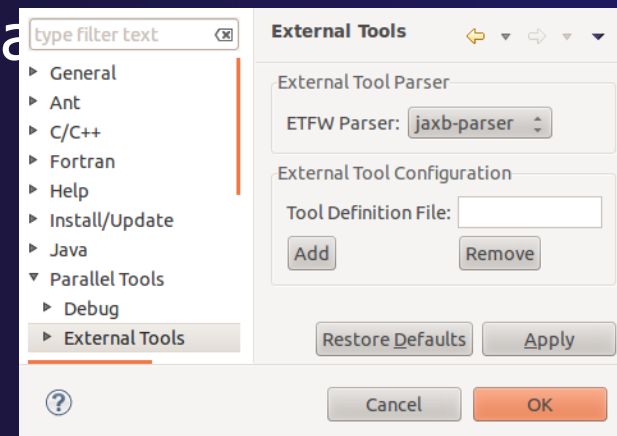 a
type filter text
General
Ant
C/C++
Fortran
Help
Install/Update
Java
Parallel Tools
Debug
External Tools
External Tools
External Tool Parser
ETFW Parser: jaxb-parser
External Tool Configuration
Tool Definition File:
Add Remove
Restore Defaults Apply
? Cancel OK